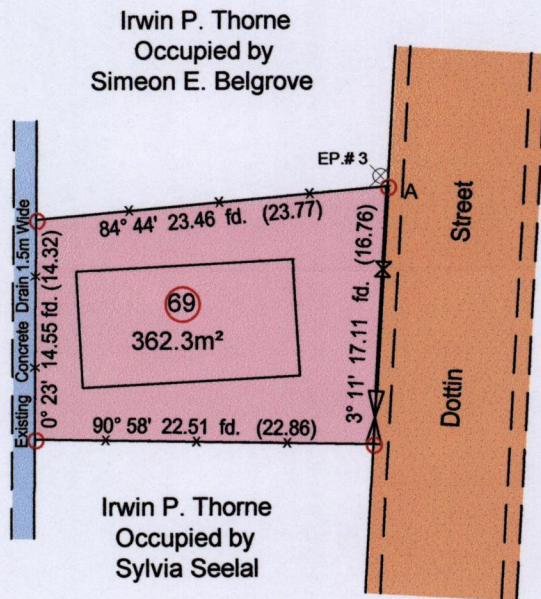 Irwin P. Thorne
Occupied by
Simeon E. Belgrove
EP.# 3
A
84° 44' 23.46 fd. (23.77)
Existing Concrete Drain 1.5m Wide
0° 23' 14.55 fd. (14.32)
69
362.3m²
3° 11' 17.11 fd. (16.76)
Dottin Street
90° 58' 22.51 fd. (22.86)
Irwin P. Thorne
Occupied by
Sylvia Seelal